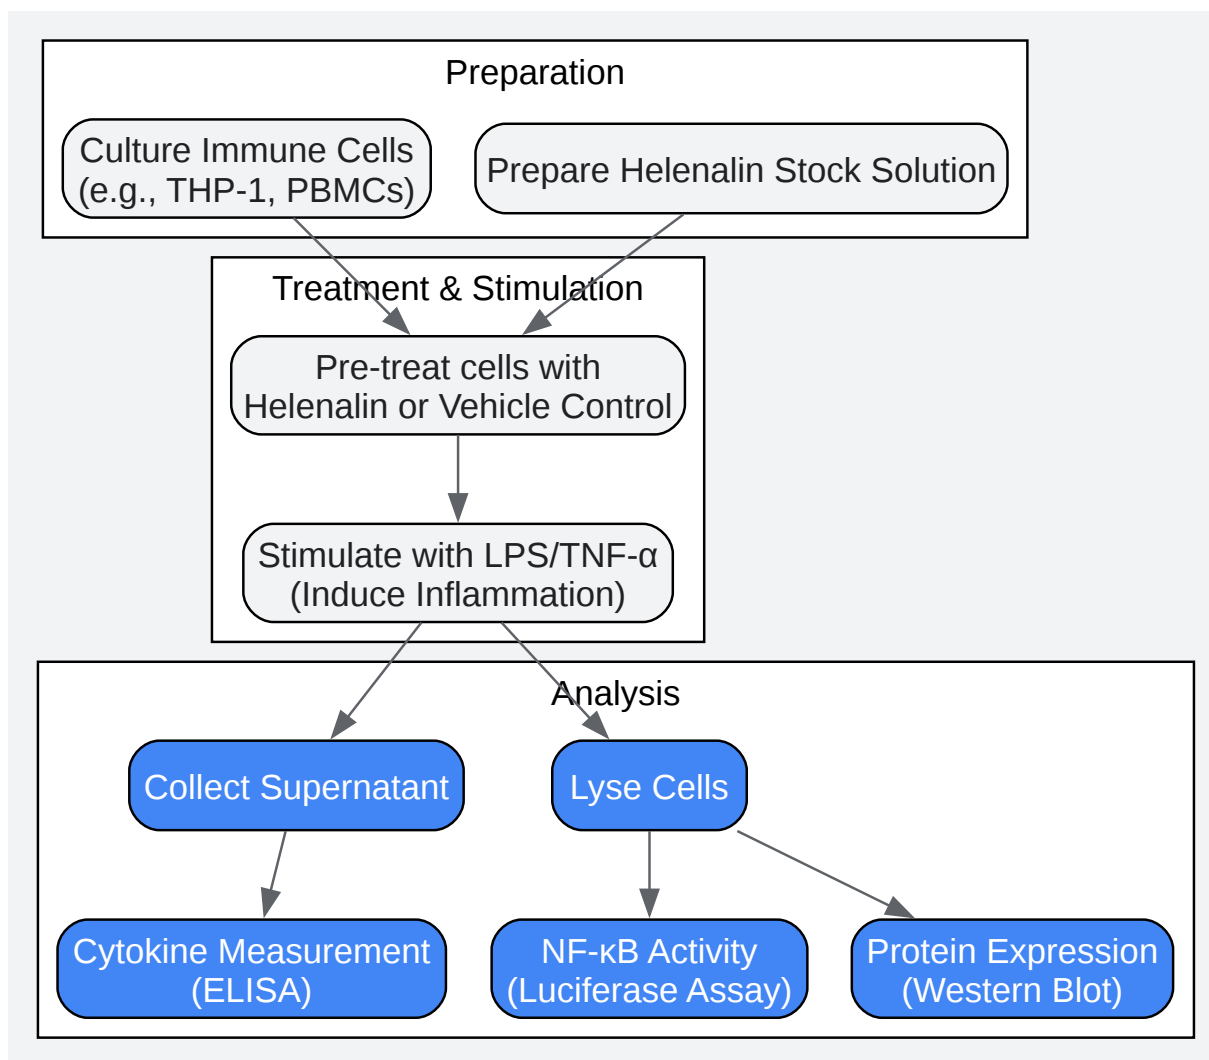 Preparation
Culture Immune Cells
(e.g., THP-1, PBMCs)
Prepare Helenalin Stock Solution
Treatment & Stimulation
Pre-treat cells with
Helenalin or Vehicle Control
Stimulate with LPS/TNF-α
(Induce Inflammation)
Analysis
Collect Supernatant
Lyse Cells
Cytokine Measurement
(ELISA)
NF-κB Activity
(Luciferase Assay)
Protein Expression
(Western Blot)